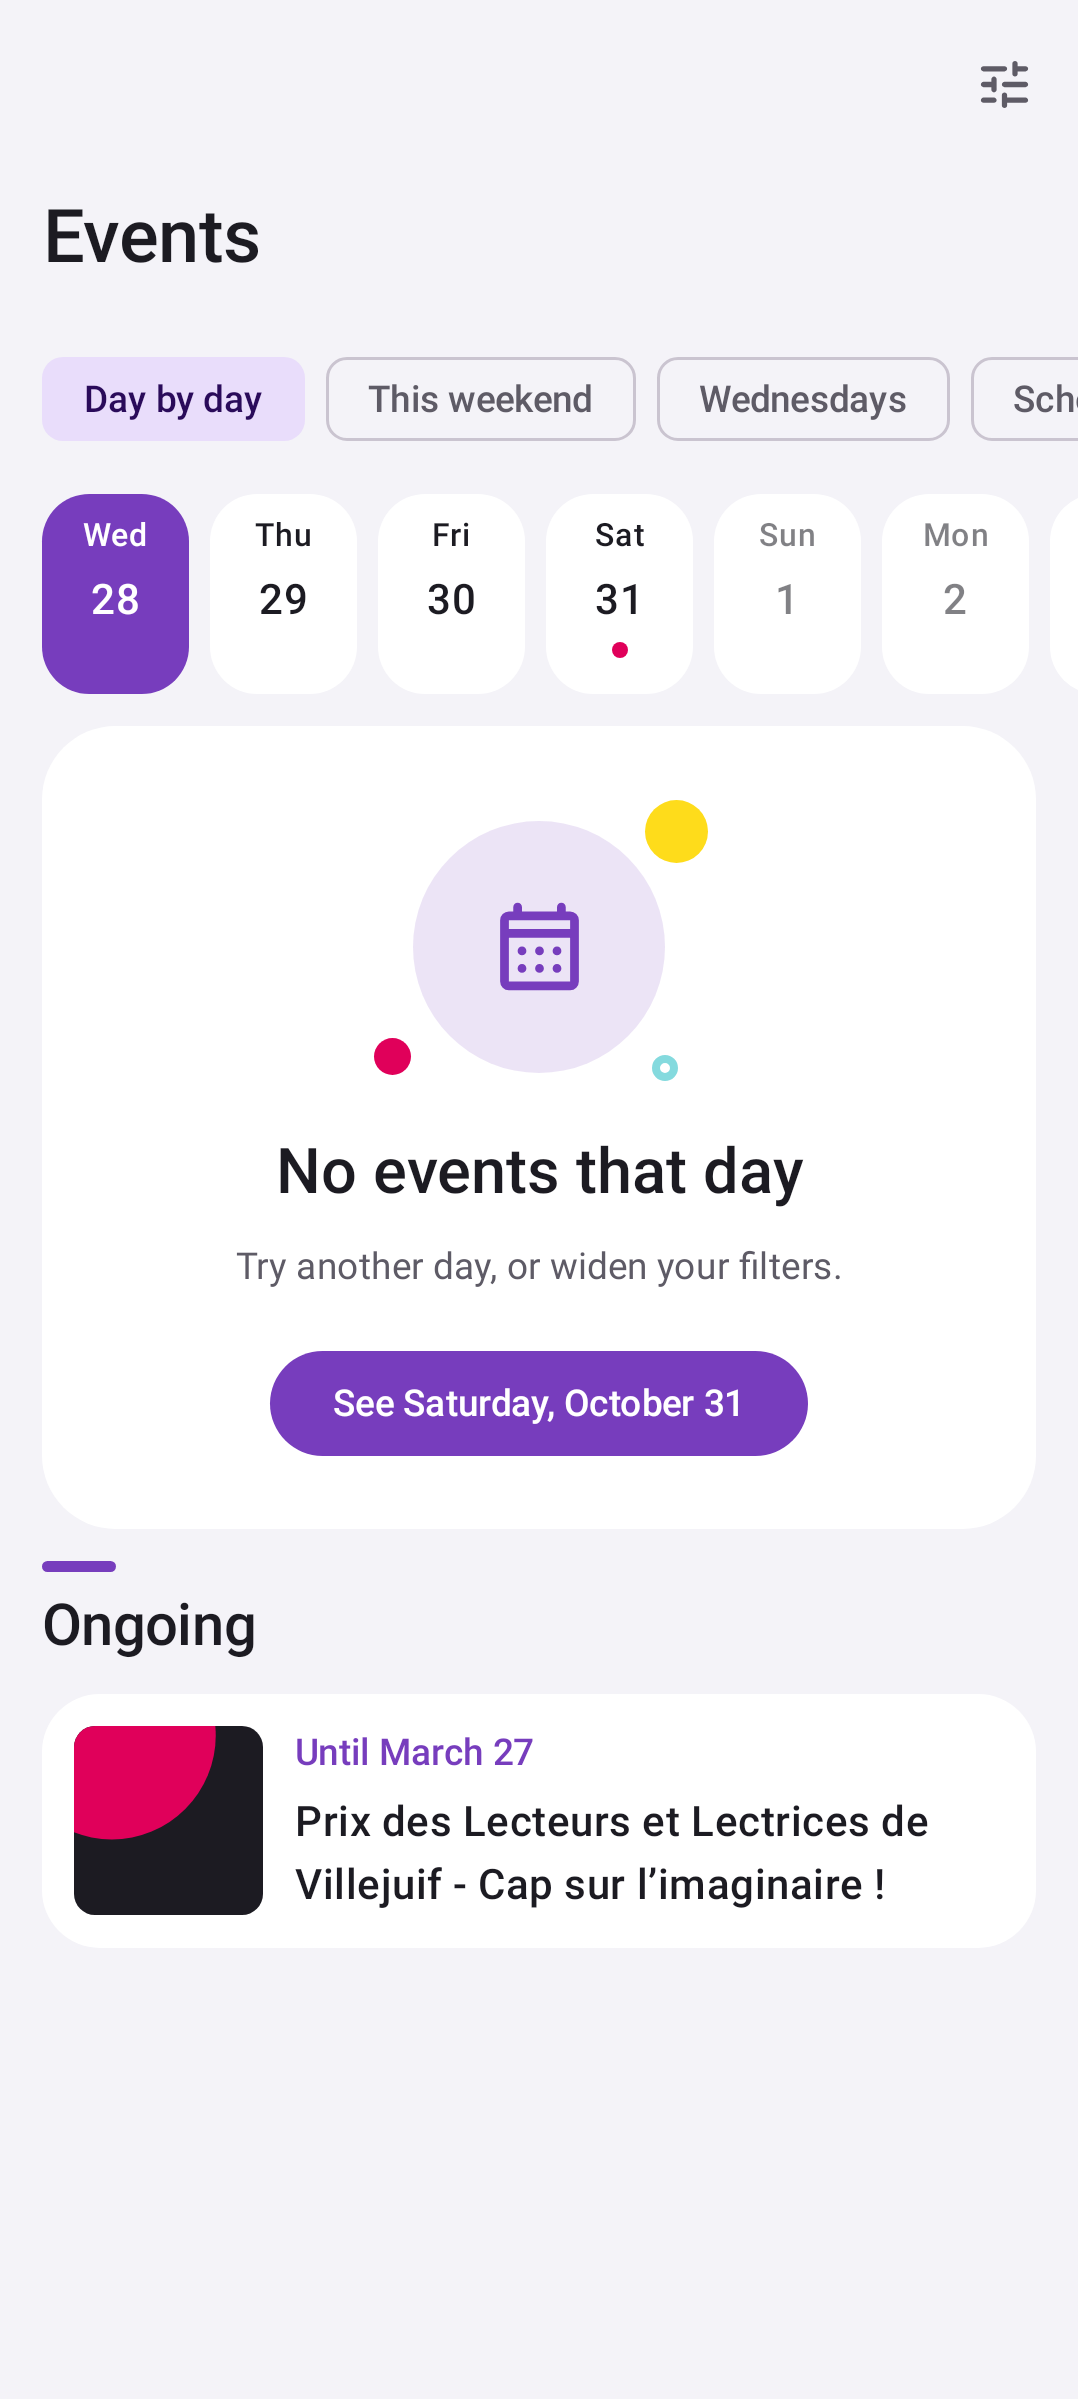 Events
Day by day
This weekend
Wednesdays
Wed
28
Thu
29
Fri
30
Sat
31
Sun
1
Mon
2
No events that day
Try another day, or widen your filters.
See Saturday, October 31
Ongoing
Until March 27
Prix des Lecteurs et Lectrices de
Villejuif - Cap sur l’imaginaire !